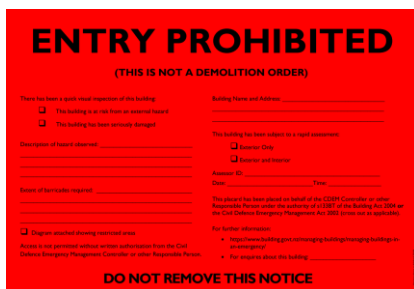 ENTRY PROHIBITED
(THIS IS NOT A DEMOLITION ORDER)
There has been a quick visual inspection of this building:
This building is at risk from an external hazard
This building has been seriously damaged
Description of hazard observed:
Extent of barricades required:
Diagram attached showing restricted areas
Access is not permitted without written authorisation from the Civil
Defence Emergency Management Controller or other Responsible Person.
Building Name and Address:
This building has been subject to a rapid assessment:
Exterior Only
Exterior and Interior
Assessor ID:
Date: Time:
This placard has been placed on behalf of the CDEM Controller or other
Responsible Person under the authority of s133BT of the Building Act 2004 or
the Civil Defence Emergency Management Act 2002. (cross out as applicable)
For further information:
• https://www.building.govt.nz/managing-buildings/managing-buildings-in-
an-emergency/
• For enquires about this building:
DO NOT REMOVE THIS NOTICE